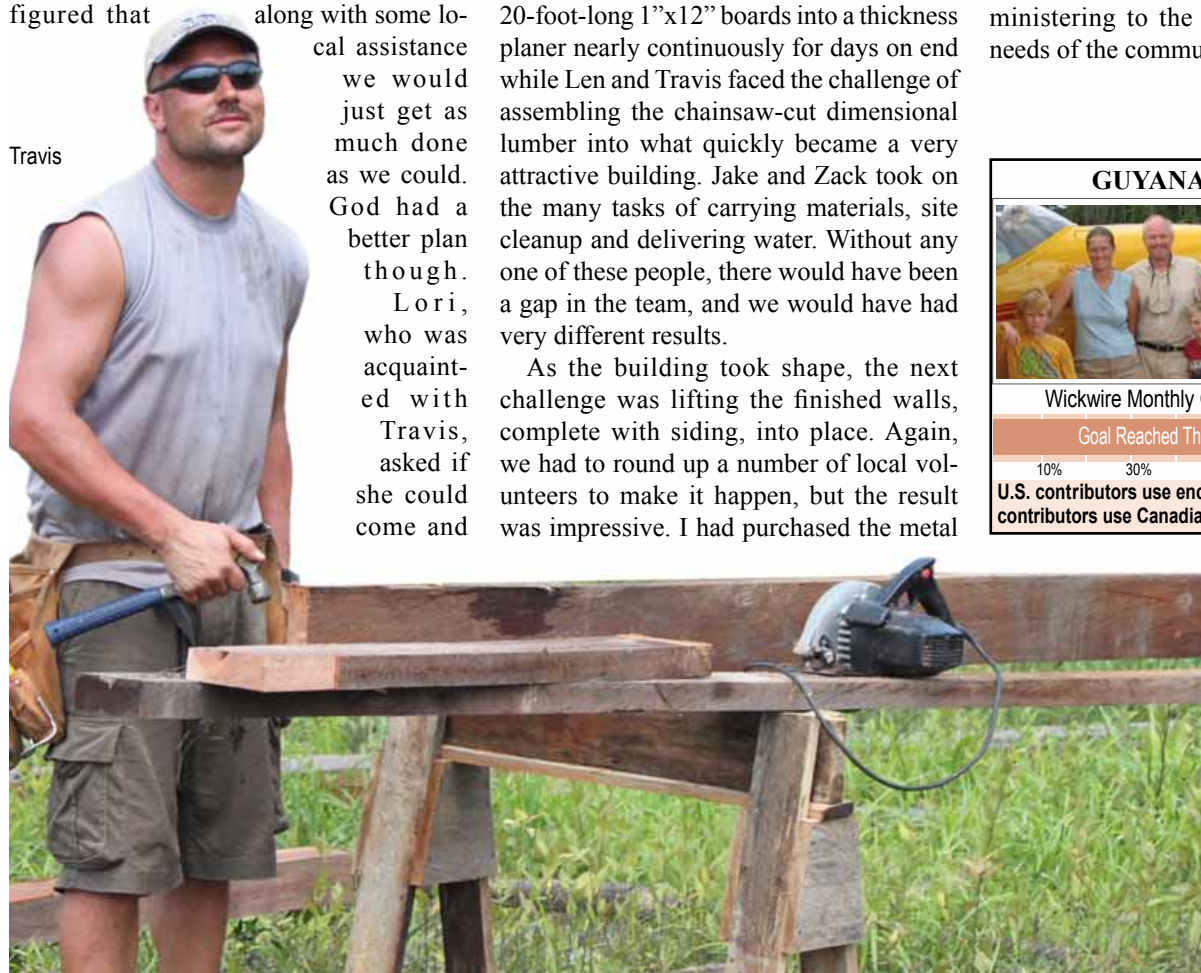 figured that along with some lo-
cal assistance
we would
just get as
much done
as we could.
God had a
better plan
though.
Lori,
who was
acquaint-
ed with
Travis,
asked if
she could
come and
Travis
20-foot-long 1”x12” boards into a thickness
planer nearly continuously for days on end
while Len and Travis faced the challenge of
assembling the chainsaw-cut dimensional
lumber into what quickly became a very
attractive building. Jake and Zack took on
the many tasks of carrying materials, site
cleanup and delivering water. Without any
one of these people, there would have been
a gap in the team, and we would have had
very different results.
As the building took shape, the next
challenge was lifting the finished walls,
complete with siding, into place. Again,
we had to round up a number of local vol-
unteers to make it happen, but the result
was impressive. I had purchased the metal
ministering to the
needs of the commu
GUYANA
Wickwire Monthly
Goal Reached Th
10% 30%
U.S. contributors use enc
contributors use Canadia